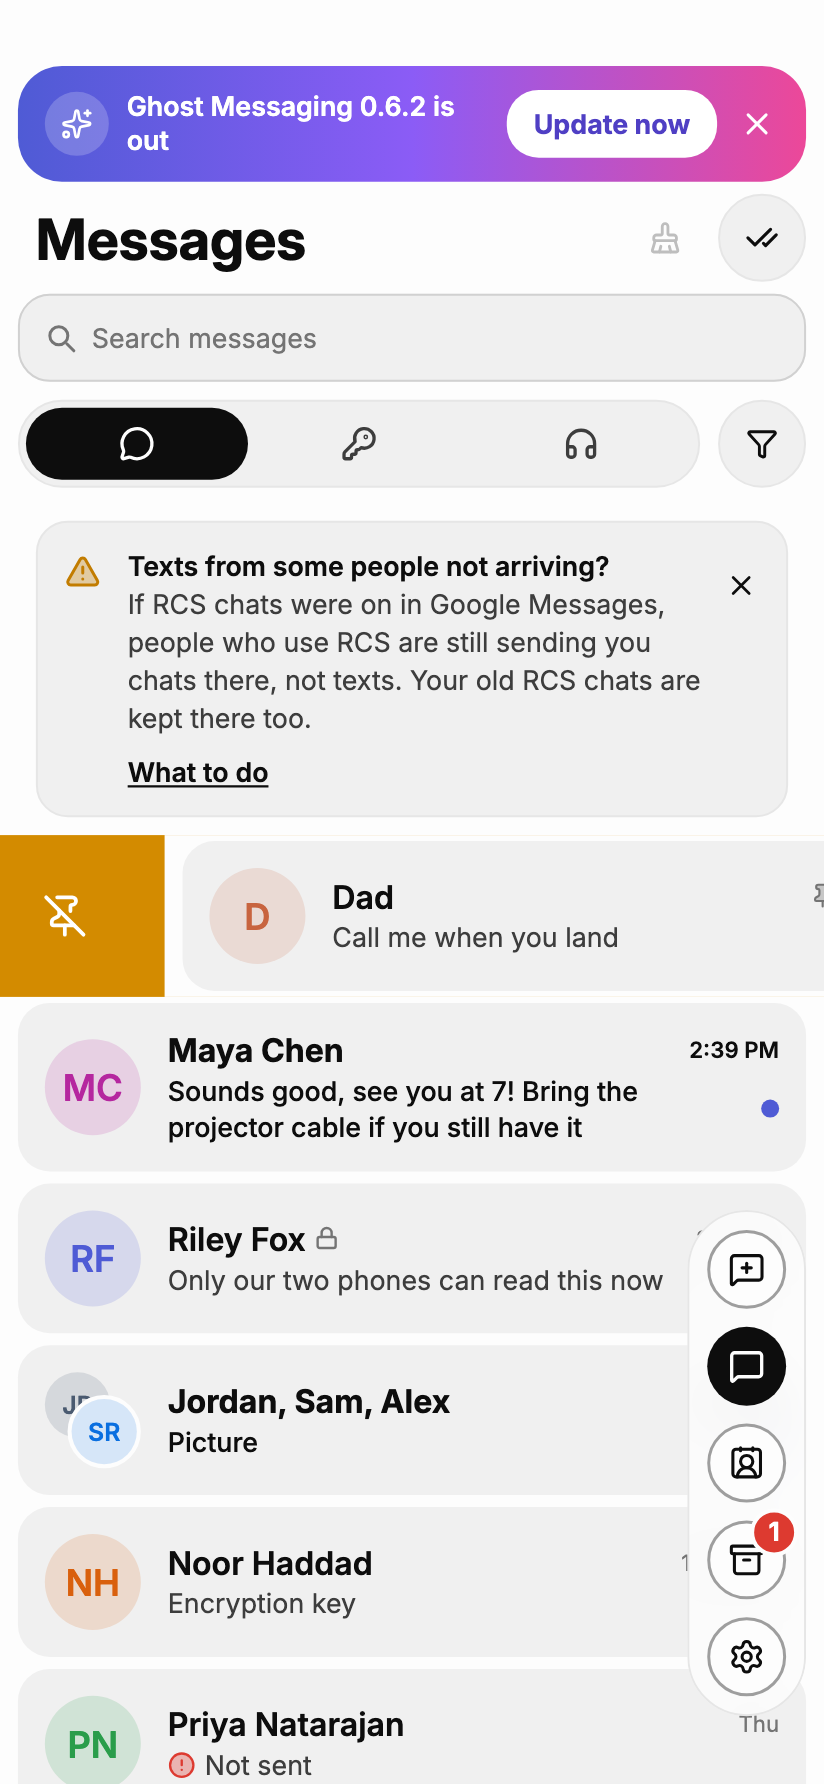 Ghost Messaging 0.6.2 is
out
Update now
Messages
Search messages
Texts from some people not arriving?
If RCS chats were on in Google Messages,
people who use RCS are still sending you
chats there, not texts. Your old RCS chats are
kept there too.
What to do
D
Dad
Call me when you land
MC
Maya Chen
2:39 PM
Sounds good, see you at 7! Bring the
projector cable if you still have it
RF
Riley Fox
Only our two phones can read this now
SR
Jordan, Sam, Alex
Picture
NH
Noor Haddad
Encryption key
1
PN
Priya Natarajan
Thu
Not sent